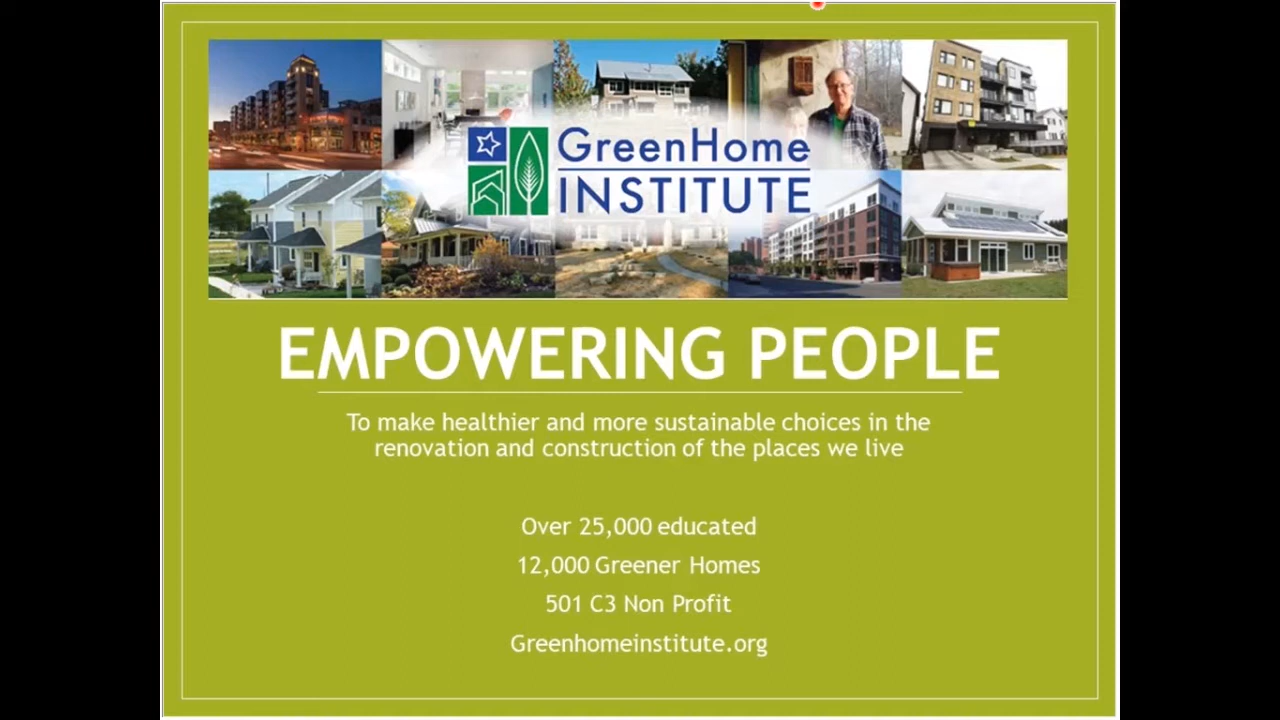 GreenHome
INSTITUTE
EMPOWERING PEOPLE
To make healthier and more sustainable choices in the
renovation and construction of the places we live
Over 25,000 educated
12,000 Greener Homes
501 C3 Non Profit
Greenhomeinstitute.org